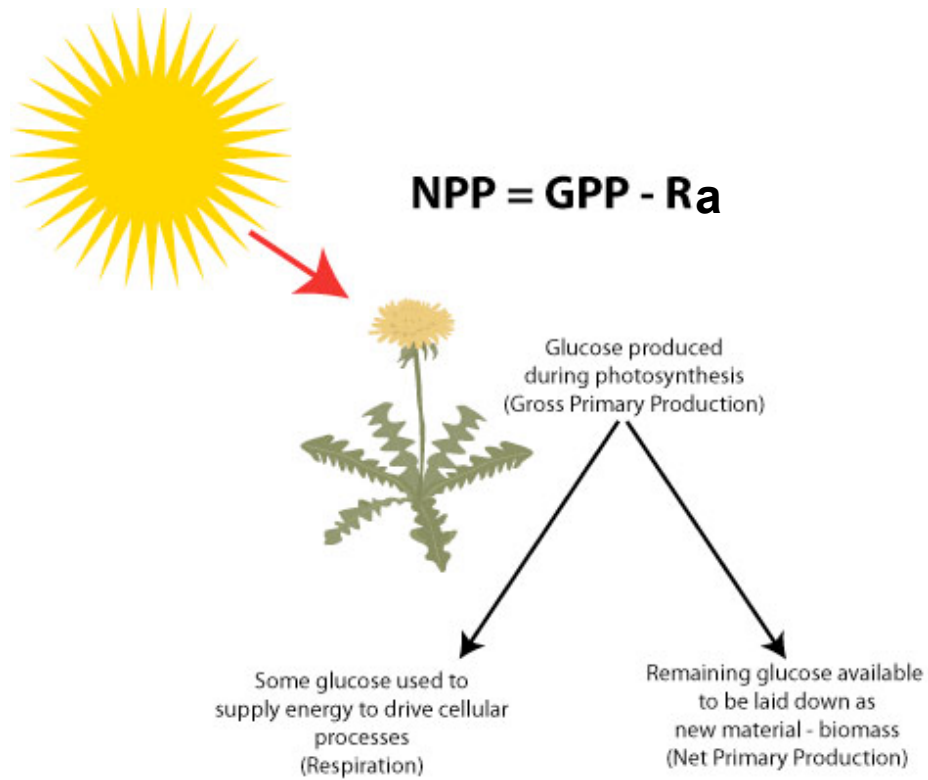 NPP = GPP - Ra
Glucose produced
during photosynthesis
(Gross Primary Production)
Some glucose used to
supply energy to drive cellular
processes
(Respiration)
Remaining glucose available
to be laid down as
new material - biomass
(Net Primary Production)